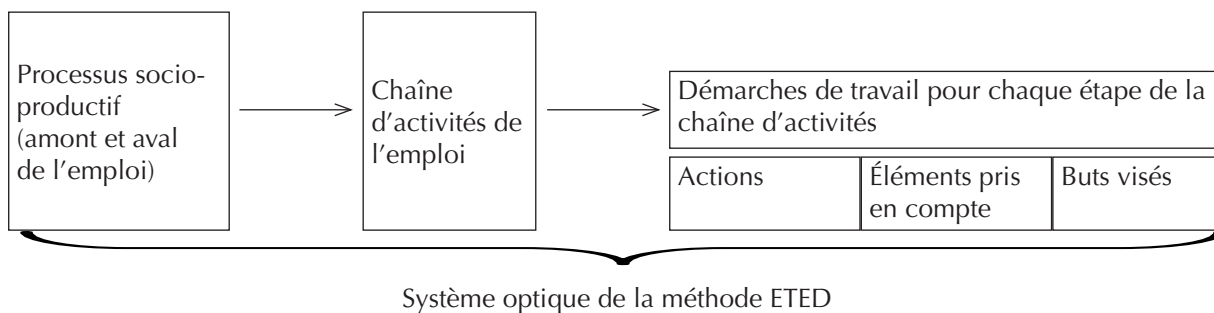 Processus socio-
productif
(amont et aval
de l’emploi)
Chaîne
d’activités de
l’emploi
Démarches de travail pour chaque étape de la
chaîne d’activités
Actions
Éléments pris
en compte
Buts visés
Système optique de la méthode ETED